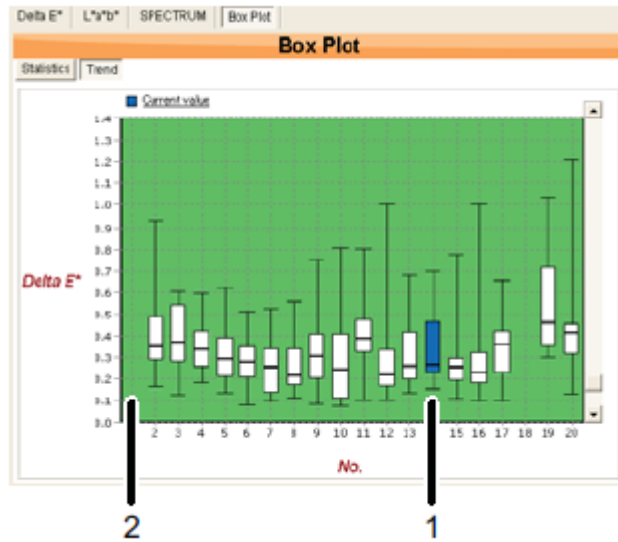 Delta E* L*a*b* SPECTRUM Box Plot
Box Plot
Statistics Trend
Current value
1.4
1.3
1.2
1.1
1.0
0.9
0.8
0.7
Delta E*
0.6
0.5
0.4
0.3
0.2
0.1
0.0
2 3 4 5 6 7 8 9 10 11 12 13 15 16 17 18 19 20
No.
2 1